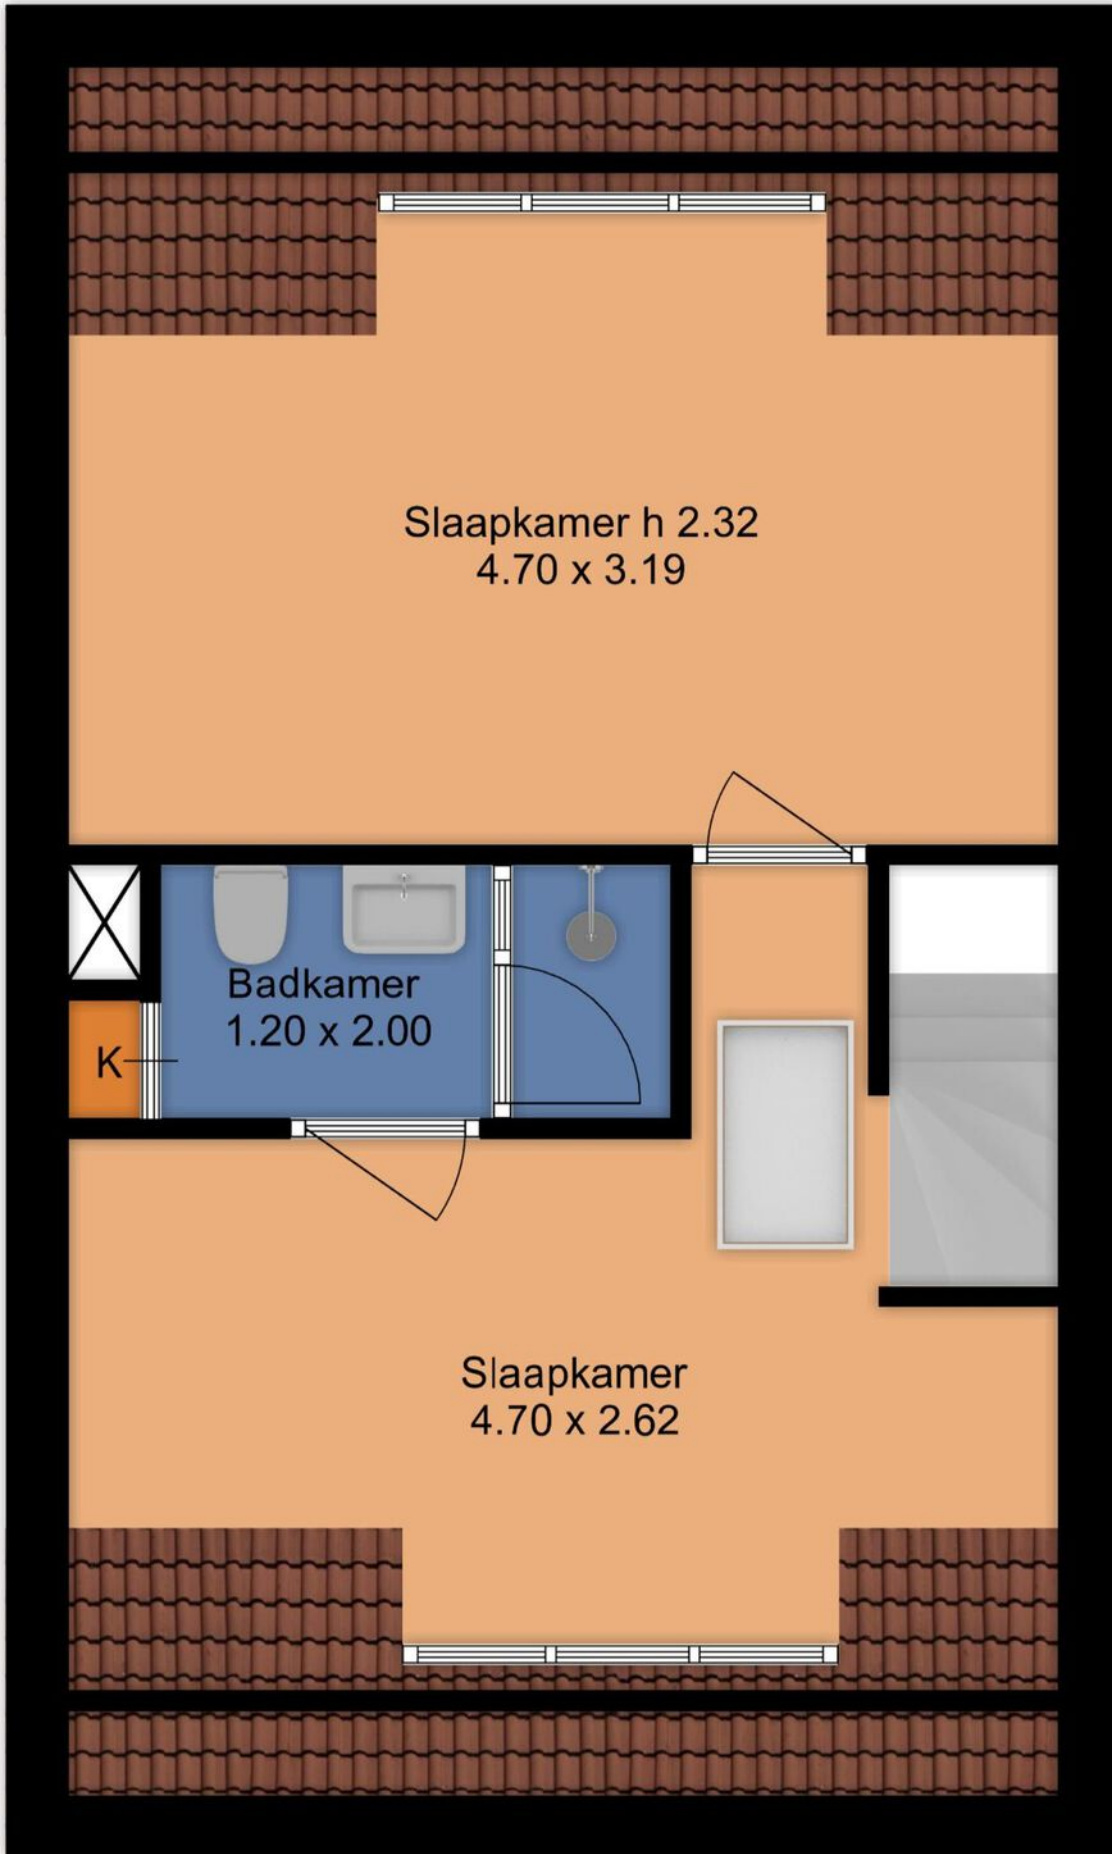 Slaapkamer h 2.32
4.70 x 3.19
Badkamer
1.20 x 2.00
K
Slaapkamer
4.70 x 2.62